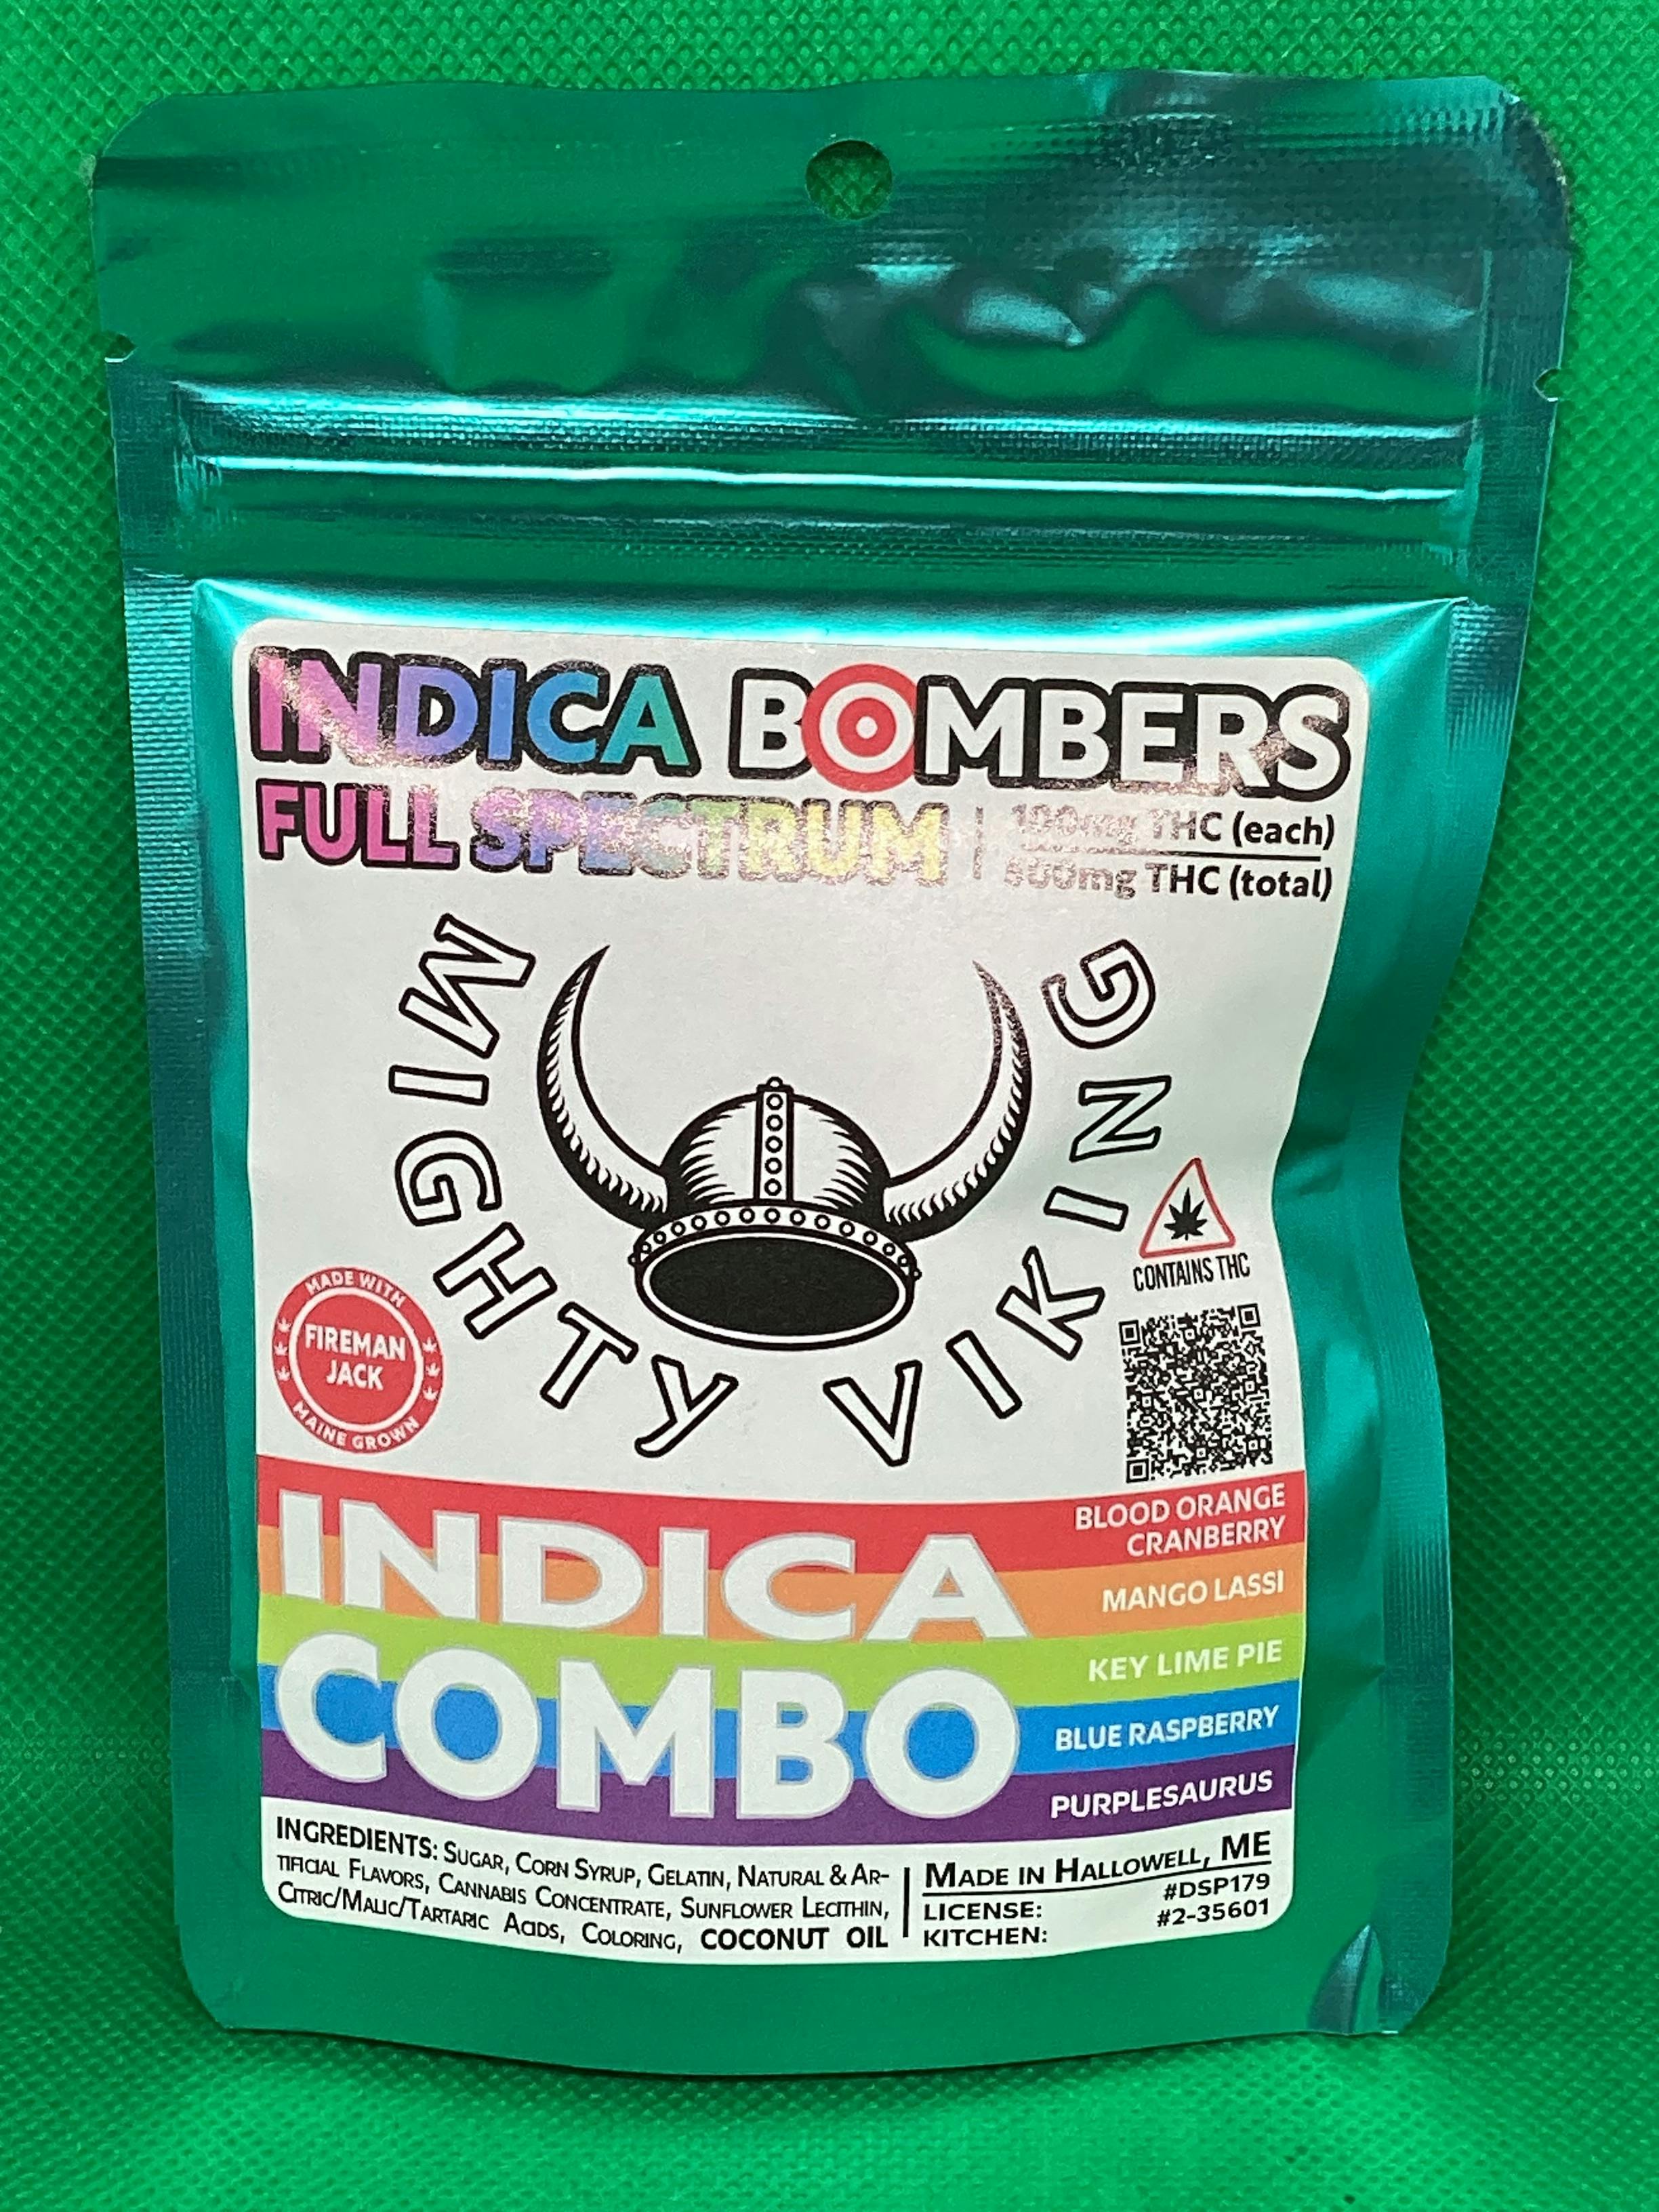 INDICA BOMBERS
FULL SPECTRUM
100mg THC (each)
THC (total)
MIGHTY VIKING
CONTAINS THC
MADE WITH
FIREMAN
JACK
MAINE GROWN
INDICA
COMBO
BLOOD ORANGE
CRANBERRY
MANGO LASSI
KEY LIME PIE
BLUE RASPBERRY
PURPLESAURUS
INGREDIENTS: SUGAR, CORN SYRUP, GELATIN, NATURAL & AR-
TIFICIAL FLAVORS, CANNABIS CONCENTRATE, SUNFLOWER LECITHIN,
CITRIC/MALIC/TARTARIC ACIDS, COLORING, COCONUT OIL
MADE IN HALLOWELL, ME
LICENSE: #DSP179
KITCHEN: #2-35601